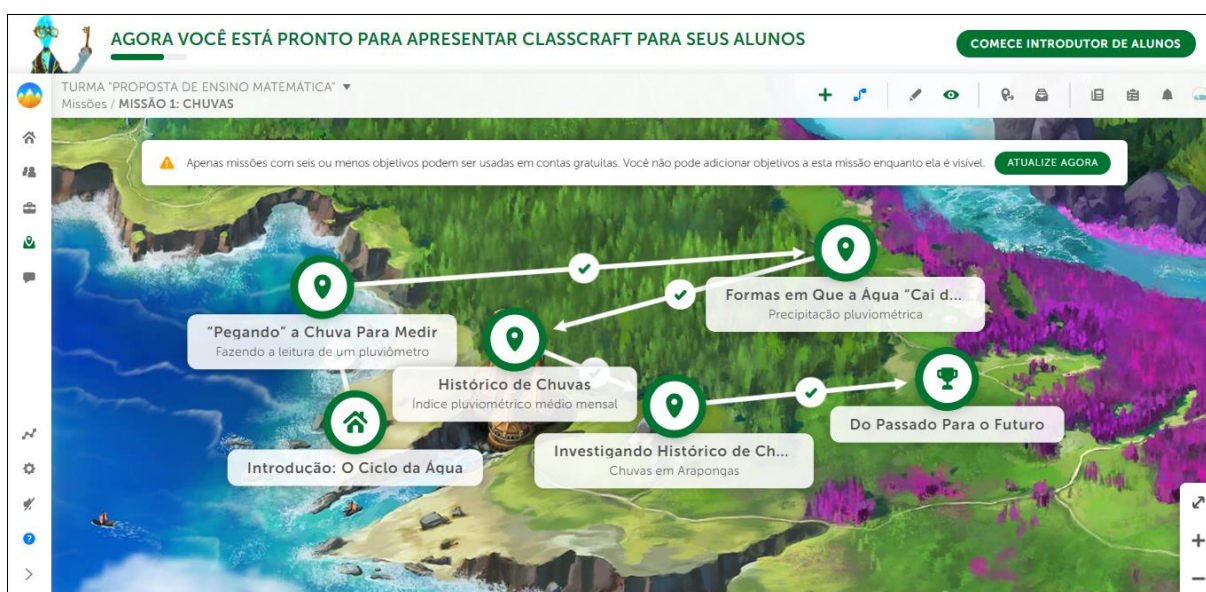 AGORA VOCÊ ESTÁ PRONTO PARA APRESENTAR CLASSCRAFT PARA SEUS ALUNOS
COMECE INTRODUTOR DE ALUNOS
TURMA "PROPOSTA DE ENSINO MATEMÁTICA"
Missões / MISSÃO 1: CHUVAS
Apenas missões com seis ou menos objetivos podem ser usadas em contas gratuitas. Você não pode adicionar objetivos a esta missão enquanto ela é visível.
ATUALIZE AGORA
Formas em Que a Água "Cai d...
Precipitação pluviométrica
"Pegando" a Chuva Para Medir
Fazendo a leitura de um pluviômetro
Histórico de Chuvas
Índice pluviométrico médio mensal
Do Passado Para o Futuro
Investigando Histórico de Ch...
Chuvas em Arapongas
Introdução: O Ciclo da Água